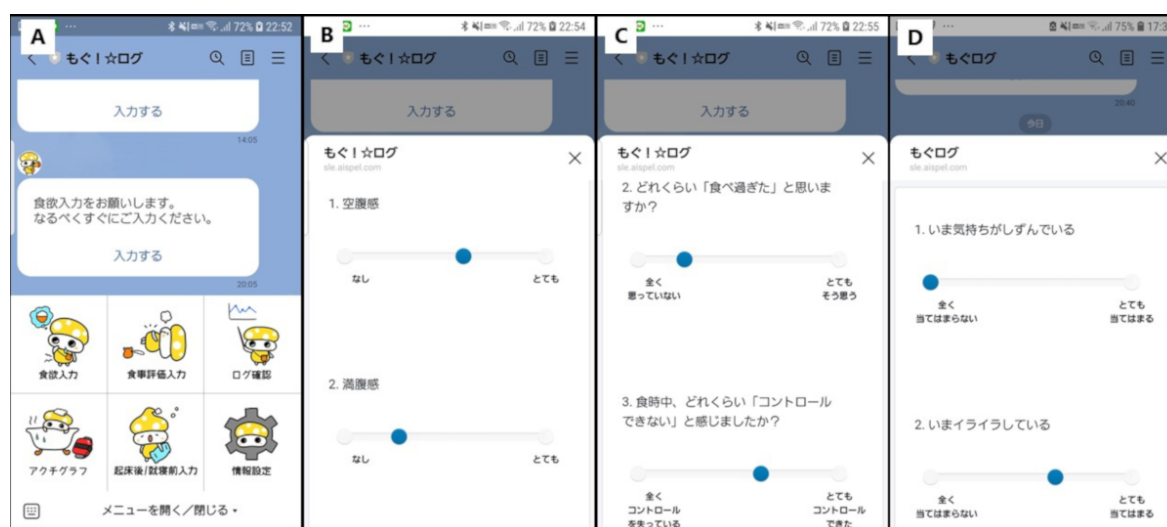 A
72% 22:52
もぐ！☆ログ
入力する
14:05
食欲入力をお願いします。
なるべくすぐにご入力ください。
入力する
20:05
食欲入力
食事評価入力
ログ確認
アクチグラフ
起床後/就寝前入力
情報設定
メニューを開く／閉じる
B
72% 22:54
もぐ！☆ログ
入力する
もぐ！☆ログ
sle.aispel.com
1. 空腹感
なし
とても
2. 満腹感
なし
とても
C
72% 22:55
もぐ！☆ログ
入力する
もぐ！☆ログ
sle.aispel.com
2. どれくらい「食べ過ぎた」と思いま
すか？
全く
思っていない
とても
そう思う
3. 食時中、どれくらい「コントロール
できない」と感じましたか？
全く
コントロール
を失っている
とても
コントロール
できた
D
75% 17:3
もぐログ
20:40
今日
もぐログ
sle.aispel.com
1. いま気持ちがしずんでいる
全く
当てはまらない
とても
当てはまる
2. いまイライラしている
全く
当てはまらない
とても
当てはまる